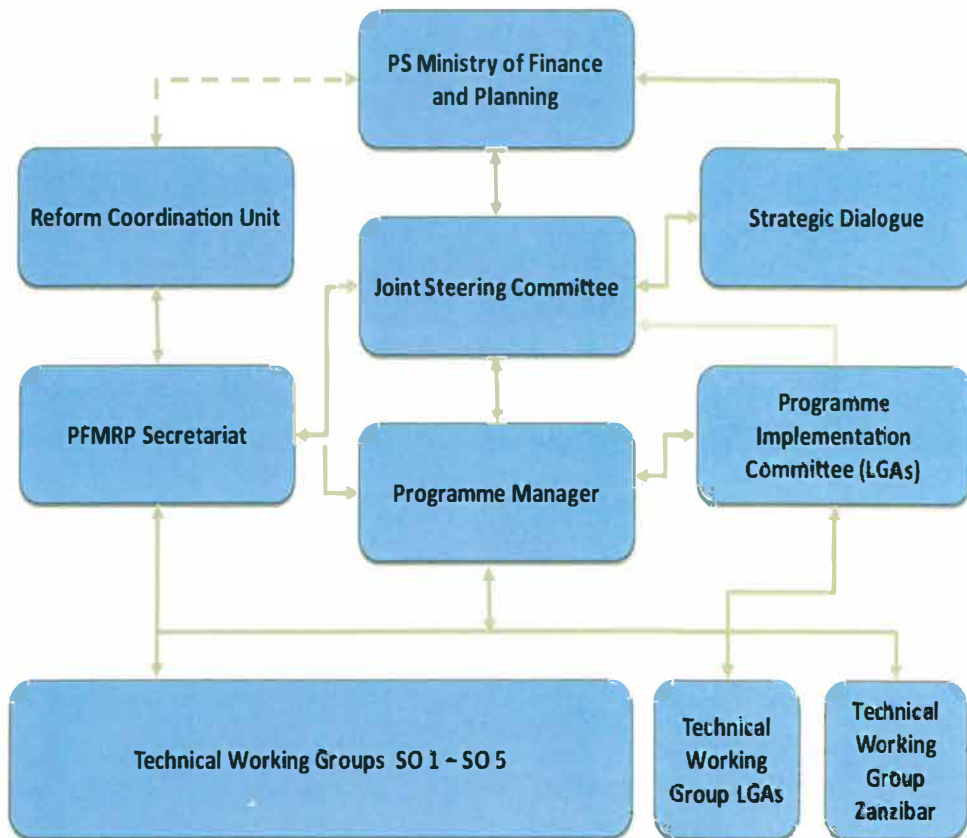 PS Ministry of Finance
and Planning
Reform Coordination Unit
Strategic Dialogue
Joint Steering Committee
PFMRP Secretariat
Programme
Implementation
Committee (LGAs)
Programme Manager
Technical Working Groups SO 1 – SO 5
Technical
Working
Group LGAs
Technical
Working
Group
Zanzibar